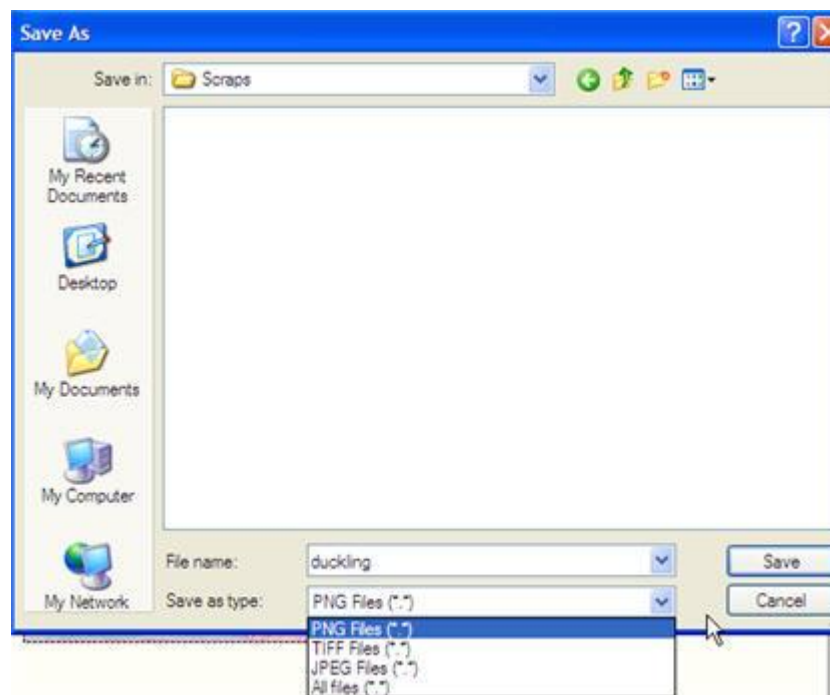 Save As
Save in:
Scraps
My Recent
Documents
Desktop
My Documents
My Computer
My Network
File name:
duckling
Save
Save as type:
PNG Files (*.*)
Cancel
PNG Files (*.*)
TIFF Files (*.*)
JPEG Files (*.*)
All files (*.*)